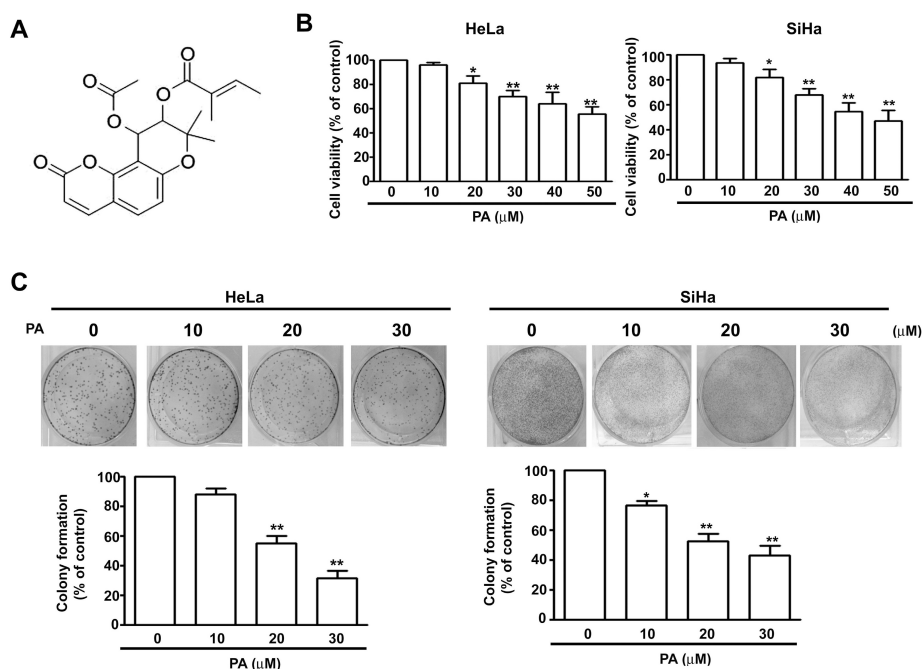 A
O
O
O
O
O
O
O
B
HeLa
Cell viability (% of control)
100
80
60
40
20
0
*
**
**
**
0 10 20 30 40 50
PA (μM)
SiHa
Cell viability (% of control)
100
80
60
40
20
0
*
**
**
**
0 10 20 30 40 50
PA (μM)
C
HeLa
PA 0 10 20 30
SiHa
0 10 20 30 (μM)
Colony formation
(% of control)
100
80
60
40
20
0
**
**
0 10 20 30
PA (μM)
Colony formation
(% of control)
100
80
60
40
20
0
*
**
**
0 10 20 30
PA (μM)